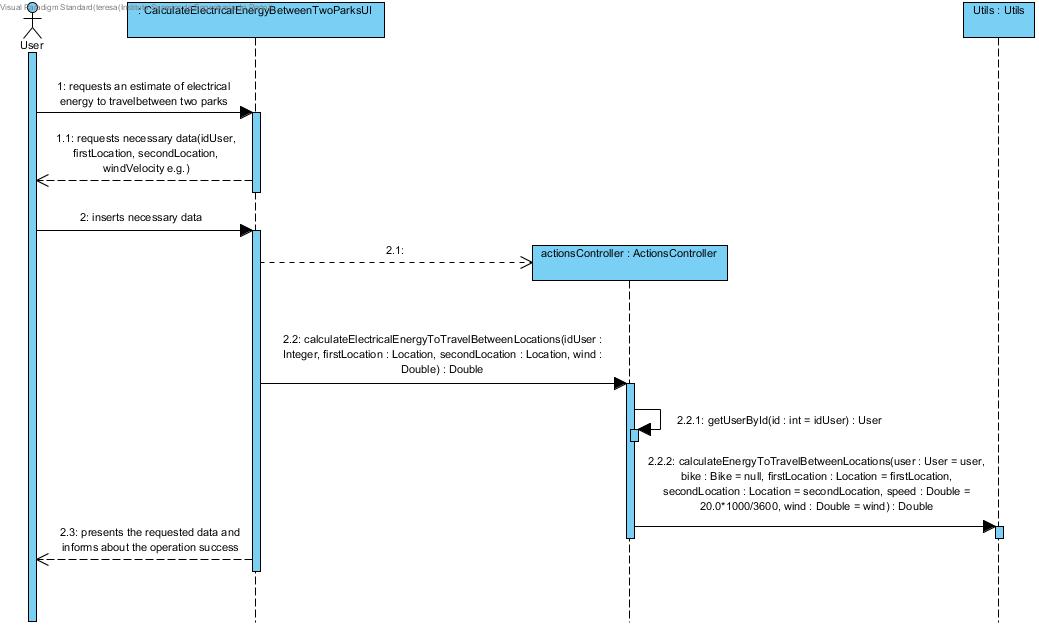 Visual Paradigm Standard(teresa(
: CalculateElectricalEnergyBetweenTwoParksUI
Utils : Utils
User
1: requests an estimate of electrical
energy to travelbetween two parks
1.1: requests necessary data(idUser,
firstLocation, secondLocation,
windVelocity e.g.)
2: inserts necessary data
2.1:
actionsController : ActionsController
2.2: calculateElectricalEnergyToTravelBetweenLocations(idUser :
Integer, firstLocation : Location, secondLocation : Location, wind :
Double) : Double
2.2.1: getUserById(id : int = idUser) : User
2.2.2: calculateEnergyToTravelBetweenLocations(user : User = user,
bike : Bike = null, firstLocation : Location = firstLocation,
secondLocation : Location = secondLocation, speed : Double =
20.0*1000/3600, wind : Double = wind) : Double
2.3: presents the requested data and
informs about the operation success